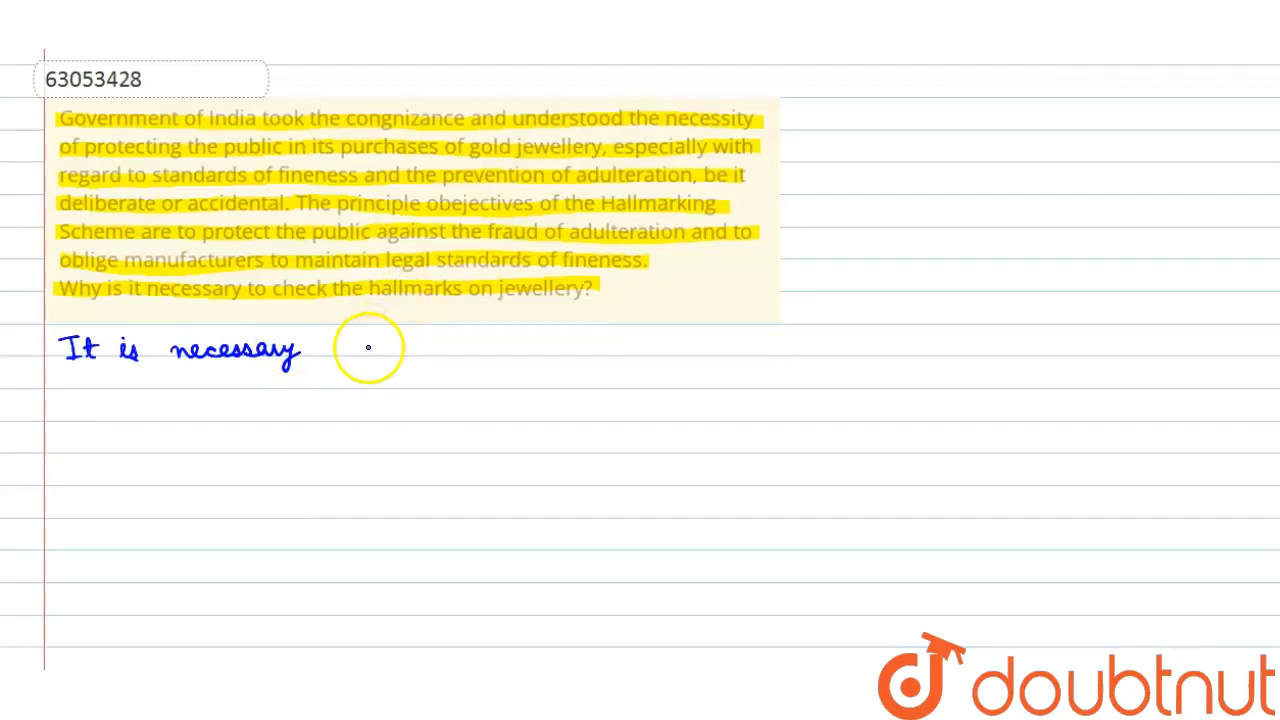 63053428
Government of India took the congnizance and understood the necessity
of protecting the public in its purchases of gold jewellery, especially with
regard to standards of fineness and the prevention of adulteration, be it
deliberate or accidental. The principle obejectives of the Hallmarking
Scheme are to protect the public against the fraud of adulteration and to
oblige manufacturers to maintain legal standards of fineness.
Why is it necessary to check the hallmarks on jewellery?
It is necessary
doubtnut